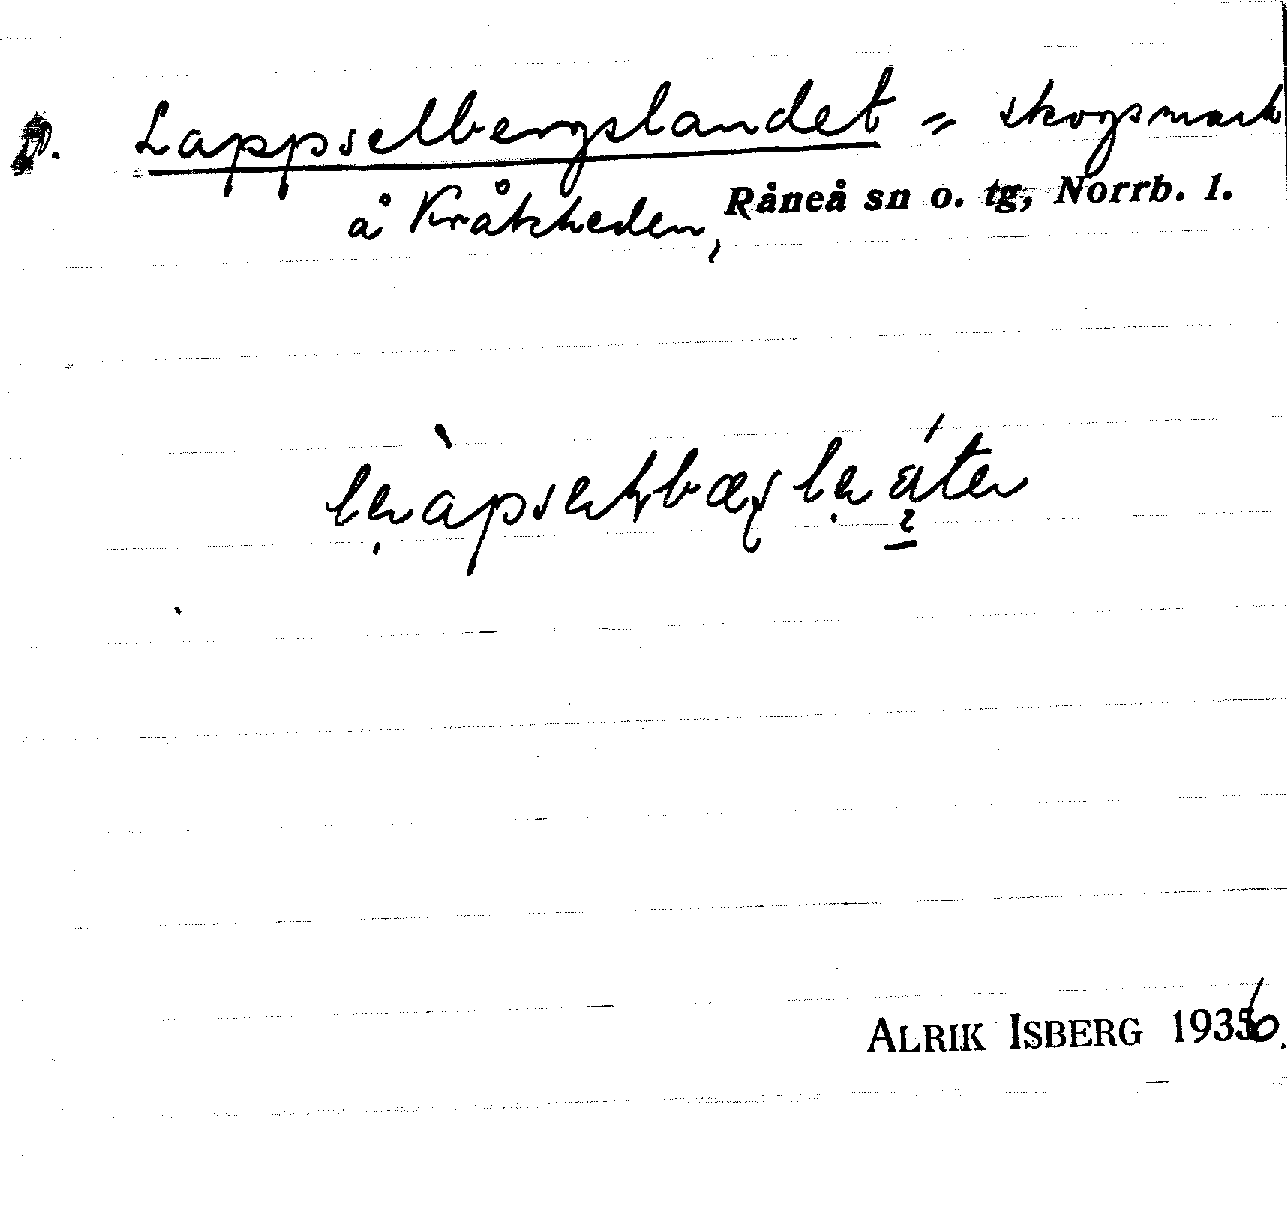 Lappselbergslandet = skogsmark
å Kråkheden, Råneå sn o. tg, Norrb. l.
ALRIK ISBERG 1936.